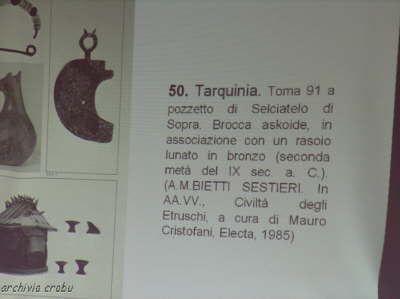 50. Tarquinia. Tomba 91 a
pozzetto di Selciatelo di
Sopra. Brocca askoide, in
associazione con un rasoio
lunato in bronzo (seconda
metà del IX sec. a. C.).
(A.M.BIETTI SESTIERI. In
AA.VV., Civiltà degli
Etruschi, a cura di Mauro
Cristofani, Electa, 1985)
archivia crobu